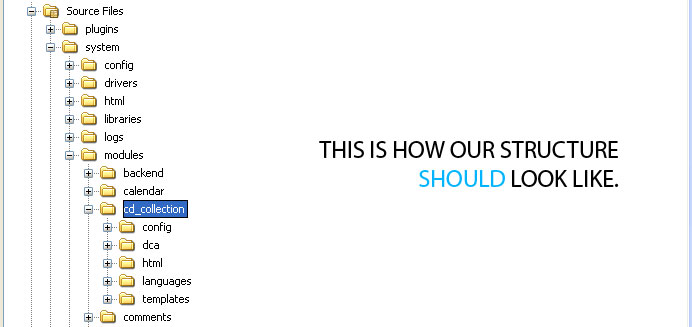 Source Files
plugins
system
config
drivers
html
libraries
logs
modules
backend
calendar
cd_collection
config
dca
html
languages
templates
comments
THIS IS HOW OUR STRUCTURE
SHOULD LOOK LIKE.